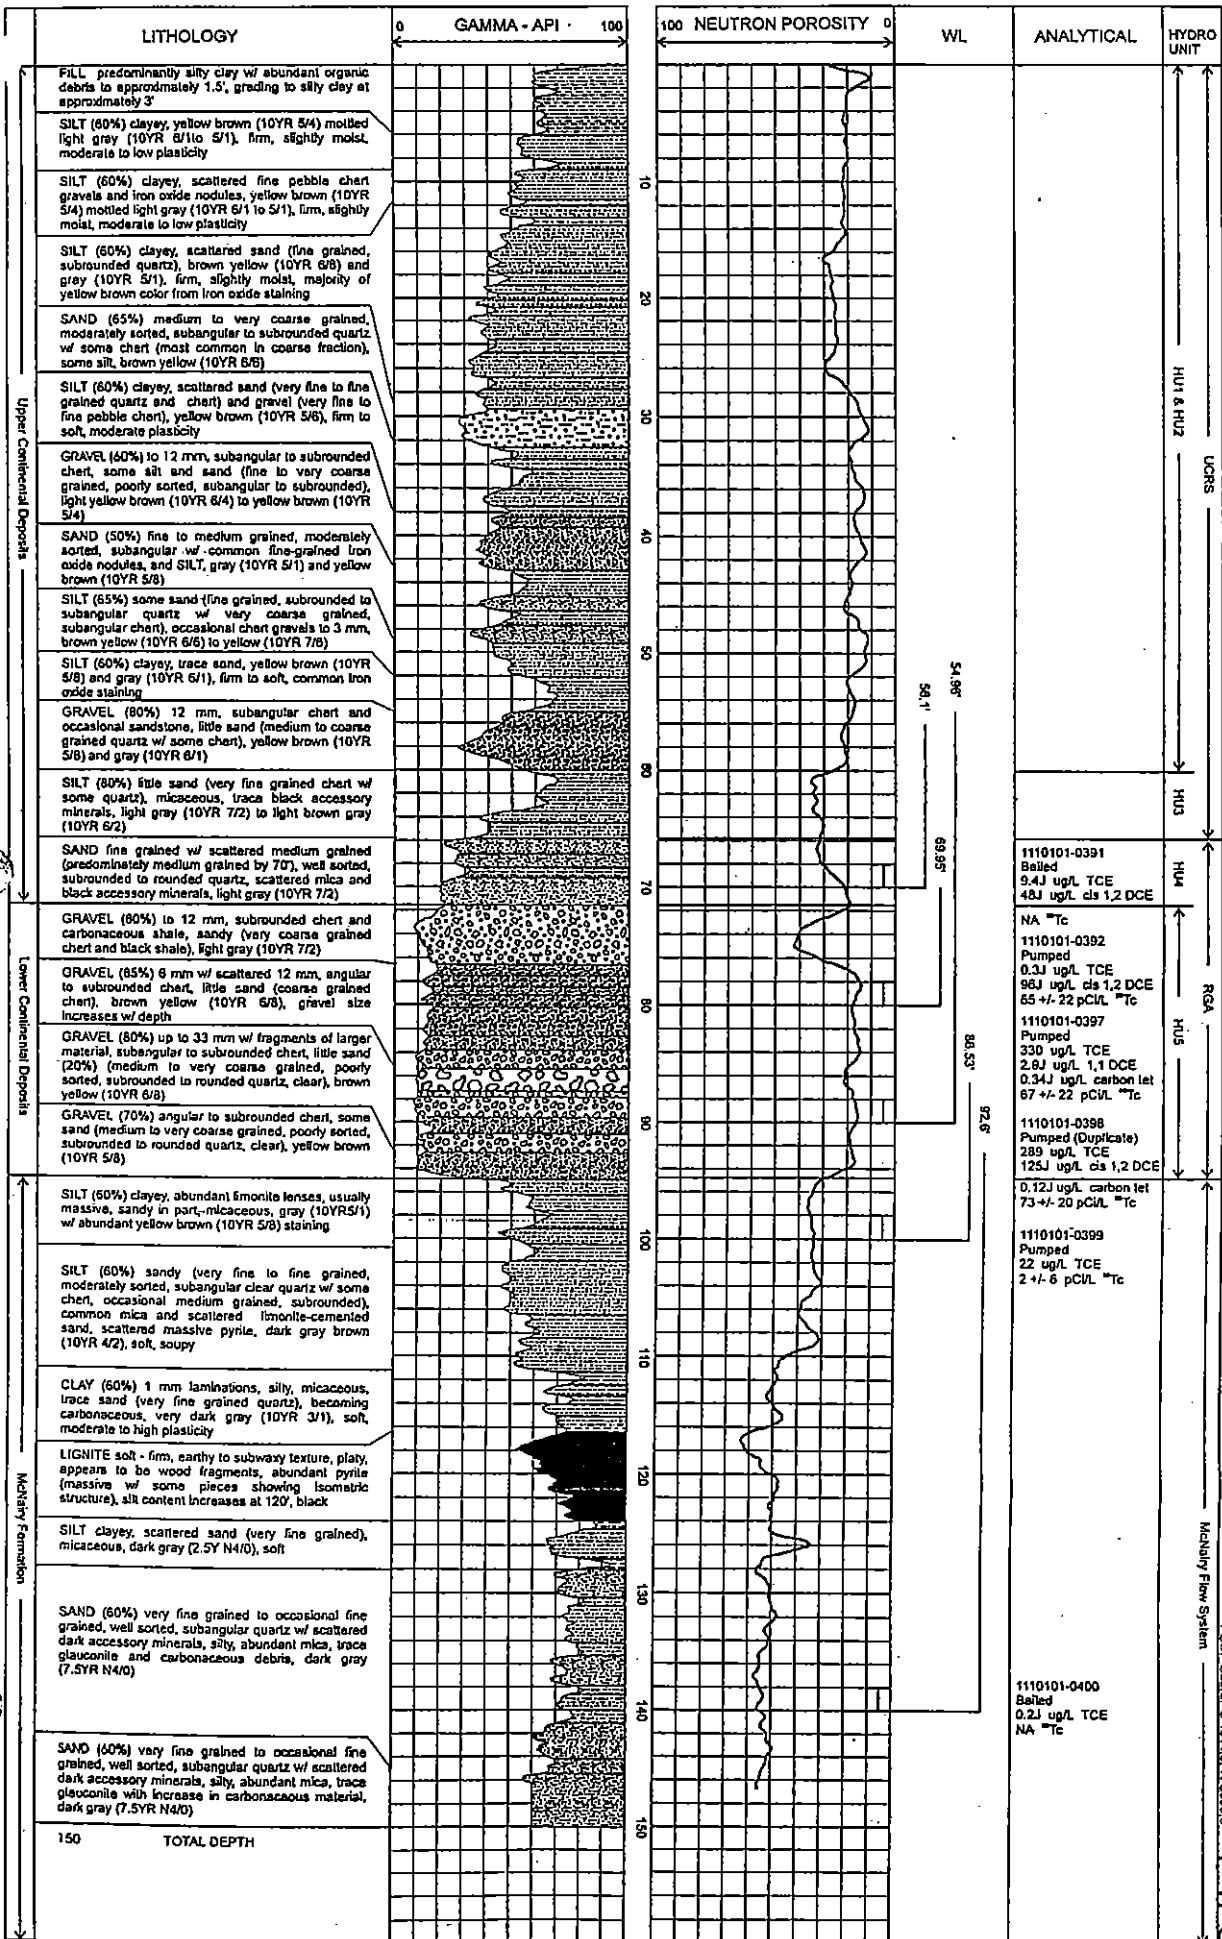 LITHOLOGY
0 GAMMA - API 100
100 NEUTRON POROSITY 0
WL
ANALYTICAL
HYDRO
UNIT
FILL predominantly silty clay w/ abundant organic
debris to approximately 1.5', grading to silty clay at
approximately 3'
SILT (60%) clayey, yellow brown (10YR 5/4) mottled
light gray (10YR 6/1to 5/1), firm, slightly moist,
moderate to low plasticity
SILT (60%) clayey, scattered fine pebble chert
gravels and iron oxide nodules, yellow brown (10YR
5/4) mottled light gray (10YR 6/1 to 5/1), firm, slightly
moist, moderate to low plasticity
SILT (60%) clayey, scattered sand (fine grained,
subrounded quartz), brown yellow (10YR 6/8) and
gray (10YR 5/1), firm, slightly moist, majority of
yellow brown color from iron oxide staining
SAND (65%) medium to very coarse grained,
moderately sorted, subangular to subrounded quartz
w/ some chert (most common in coarse fraction),
some silt, brown yellow (10YR 6/8)
SILT (60%) clayey, scattered sand (very fine to fine
grained quartz and chert) and gravel (very fine to
fine pebble chert), yellow brown (10YR 5/6), firm to
soft, moderate plasticity
GRAVEL (60%) to 12 mm, subangular to subrounded
chert, some silt and sand (fine to very coarse
grained, poorly sorted, subangular to subrounded),
light yellow brown (10YR 6/4) to yellow brown (10YR
5/4)
SAND (50%) fine to medium grained, moderately
sorted, subangular w/ common fine-grained iron
oxide nodules, and SILT, gray (10YR 5/1) and yellow
brown (10YR 5/8)
SILT (65%) some sand (fine grained, subrounded to
subangular quartz w/ very coarse grained,
subangular chert), occasional chert gravels to 3 mm,
brown yellow (10YR 6/6) to yellow (10YR 7/6)
SILT (60%) clayey, trace sand, yellow brown (10YR
5/8) and gray (10YR 6/1), firm to soft, common iron
oxide staining
GRAVEL (80%) 12 mm, subangular chert and
occasional sandstone, little sand (medium to coarse
grained quartz w/ some chert), yellow brown (10YR
5/8) and gray (10YR 6/1)
SILT (80%) little sand (very fine grained chert w/
some quartz), micaceous, trace black accessory
minerals, light gray (10YR 7/2) to light brown gray
(10YR 6/2)
SAND fine grained w/ scattered medium grained
(predominately medium grained by 70'), well sorted,
subrounded to rounded quartz, scattered mica and
black accessory minerals, light gray (10YR 7/2)
GRAVEL (80%) to 12 mm, subrounded chert and
carbonaceous shale, sandy (very coarse grained
chert and black shale), light gray (10YR 7/2)
GRAVEL (85%) 6 mm w/ scattered 12 mm, angular
to subrounded chert, little sand (coarse grained
chert), brown yellow (10YR 6/8), gravel size
increases w/ depth
GRAVEL (80%) up to 33 mm w/ fragments of larger
material, subangular to subrounded chert, little sand
(20%) (medium to very coarse grained, poorly
sorted, subrounded to rounded quartz, clear), brown
yellow (10YR 6/8)
GRAVEL (70%) angular to subrounded chert, some
sand (medium to very coarse grained, poorly sorted,
subrounded to rounded quartz, clear), yellow brown
(10YR 5/8)
SILT (60%) clayey, abundant limonite lenses, usually
massive, sandy in part, micaceous, gray (10YR5/1)
w/ abundant yellow brown (10YR 5/8) staining
SILT (60%) sandy (very fine to fine grained,
moderately sorted, subangular clear quartz w/ some
chert, occasional medium grained, subrounded),
common mica and scattered limonite-cemented
sand, scattered massive pyrite, dark gray brown
(10YR 4/2), soft, soupy
CLAY (60%) 1 mm laminations, silty, micaceous,
trace sand (very fine grained quartz), becoming
carbonaceous, very dark gray (10YR 3/1), soft,
moderate to high plasticity
LIGNITE soft - firm, earthy to subwaxy texture, platy,
appears to be wood fragments, abundant pyrite
(massive w/ some pieces showing isometric
structure), silt content increases at 120', black
SILT clayey, scattered sand (very fine grained),
micaceous, dark gray (2.5Y N4/0), soft
SAND (60%) very fine grained to occasional fine
grained, well sorted, subangular quartz w/ scattered
dark accessory minerals, silty, abundant mica, trace
glauconite and carbonaceous debris, dark gray
(7.5YR N4/0)
SAND (60%) very fine grained to occasional fine
grained, well sorted, subangular quartz w/ scattered
dark accessory minerals, silty, abundant mica, trace
glauconite with increase in carbonaceous material,
dark gray (7.5YR N4/0)
150 TOTAL DEPTH
Upper Continental Deposits
Lower Continental Deposits
McNairy Formation
10
20
30
40
50
60
70
80
90
100
110
120
130
140
150
54.96'
56.1'
69.95'
88.53'
92.6'
1110101-0391
Bailed
9.4J ug/L TCE
48J ug/L cis 1,2 DCE
NA ⁹⁹Tc
1110101-0392
Pumped
0.3J ug/L TCE
96J ug/L cis 1,2 DCE
65 +/- 22 pCi/L ⁹⁹Tc
1110101-0397
Pumped
330 ug/L TCE
2.8J ug/L 1,1 DCE
0.34J ug/L carbon tet
67 +/- 22 pCi/L ⁹⁹Tc
1110101-0398
Pumped (Duplicate)
289 ug/L TCE
125J ug/L cis 1,2 DCE
0.12J ug/L carbon tet
73 +/- 20 pCi/L ⁹⁹Tc
1110101-0399
Pumped
22 ug/L TCE
2 +/- 6 pCi/L ⁹⁹Tc
1110101-0400
Bailed
0.2J ug/L TCE
NA ⁹⁹Tc
HU1 & HU2
HU3
HU4
HU5
UCRS
RGA
McNairy Flow System